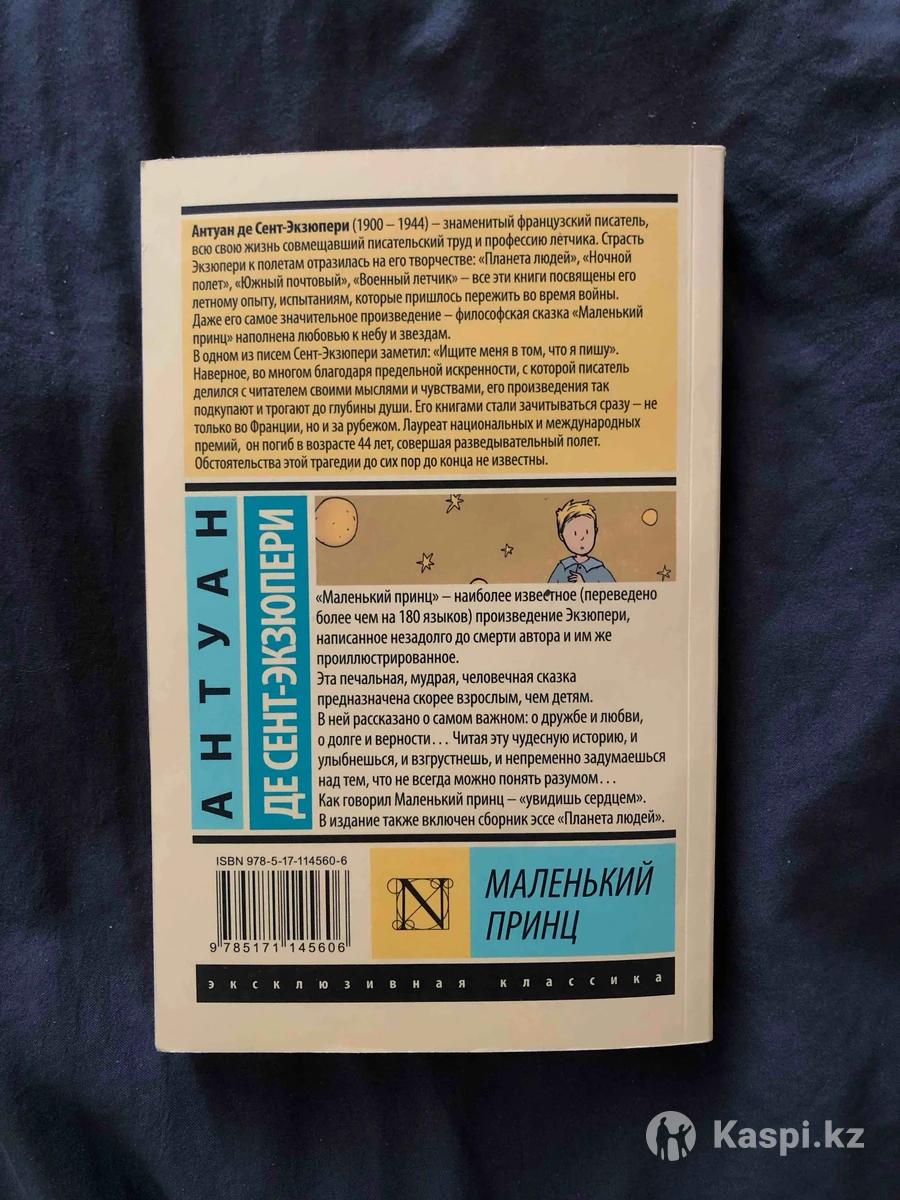 Антуан де Сент-Экзюпери (1900 – 1944) – знаменитый французский писатель,
всю свою жизнь совмещавший писательский труд и профессию лётчика. Страсть
Экзюпери к полетам отразилась на его творчестве: «Планета людей», «Ночной
полет», «Южный почтовый», «Военный летчик» – все эти книги посвящены его
летному опыту, испытаниям, которые пришлось пережить во время войны.
Даже его самое значительное произведение – философская сказка «Маленький
принц» наполнена любовью к небу и звездам.
В одном из писем Сент-Экзюпери заметил: «Ищите меня в том, что я пишу».
Наверное, во многом благодаря предельной искренности, с которой писатель
делился с читателем своими мыслями и чувствами, его произведения так
подкупают и трогают до глубины души. Его книгами стали зачитываться сразу – не
только во Франции, но и за рубежом. Лауреат национальных и международных
премий, он погиб в возрасте 44 лет, совершая разведывательный полет.
Обстоятельства этой трагедии до сих пор до конца не известны.
АНТУАН
ДЕ СЕНТ-ЭКЗЮПЕРИ
«Маленький принц» – наиболее известное (переведено
более чем на 180 языков) произведение Экзюпери,
написанное незадолго до смерти автора и им же
проиллюстрированное.
Эта печальная, мудрая, человечная сказка
предназначена скорее взрослым, чем детям.
В ней рассказано о самом важном: о дружбе и любви,
о долге и верности… Читая эту чудесную историю, и
улыбнешься, и взгрустнешь, и непременно задумаешься
над тем, что не всегда можно понять разумом…
Как говорил Маленький принц – «увидишь сердцем».
В издание также включен сборник эссе «Планета людей».
ISBN 978-5-17-114560-6
9 785171 145606
N
МАЛЕНЬКИЙ
ПРИНЦ
эксклюзивная классика
Kaspi.kz